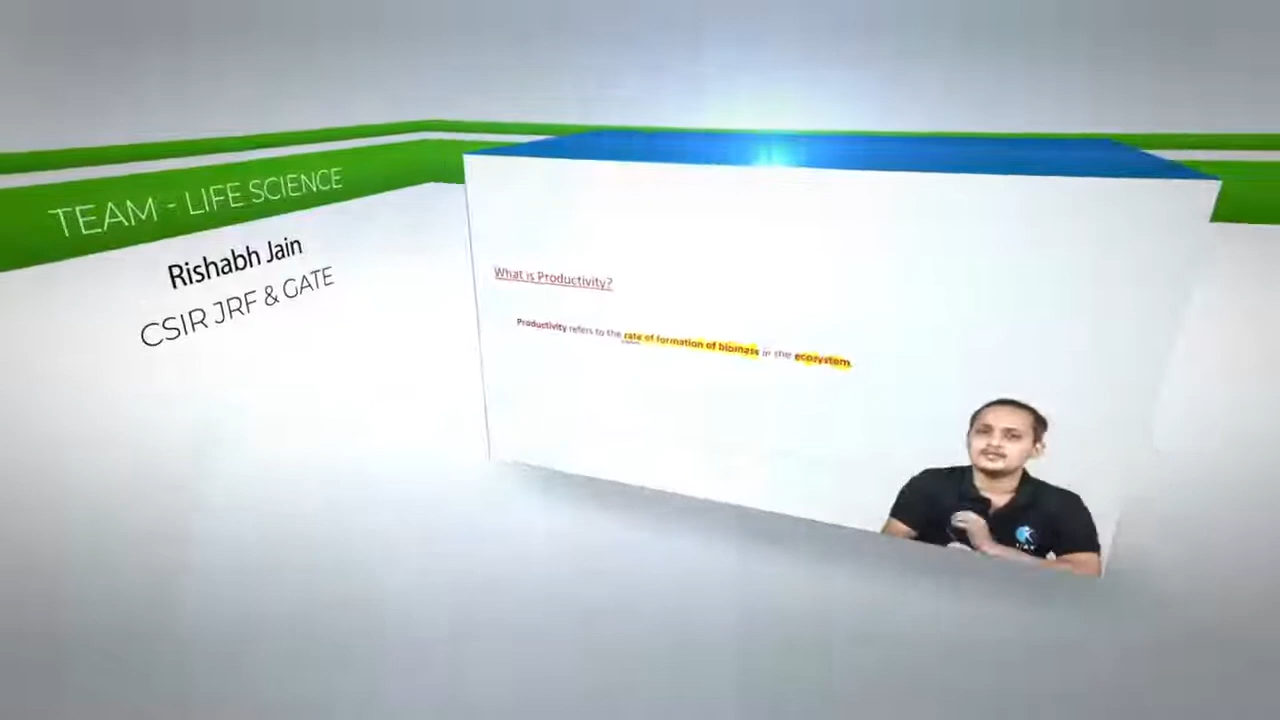 TEAM - LIFE SCIENCE
Rishabh Jain
CSIR JRF & GATE
What is Productivity?
Productivity refers to the rate of formation of biomass in the ecosystem.